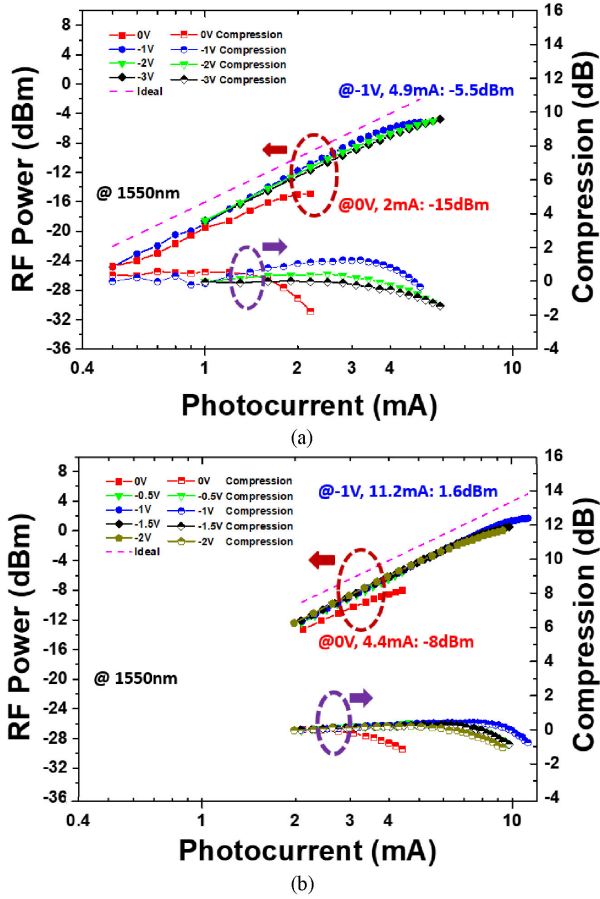 0V 0V Compression
-1V -1V Compression
-2V -2V Compression
-3V -3V Compression
Ideal
@-1V, 4.9mA: -5.5dBm
@ 1550nm
@0V, 2mA: -15dBm
RF Power (dBm)
8
4
0
-4
-8
-12
-16
-20
-24
-28
-32
-36
Compression (dB)
16
14
12
10
8
6
4
2
0
-2
-4
0.4 1 2 3 4 10
Photocurrent (mA)
(a)
0V 0V Compression
-0.5V -0.5V Compression
-1V -1V Compression
-1.5V -1.5V Compression
-2V -2V Compression
Ideal
@-1V, 11.2mA: 1.6dBm
@0V, 4.4mA: -8dBm
@ 1550nm
RF Power (dBm)
8
4
0
-4
-8
-12
-16
-20
-24
-28
-32
-36
Compression (dB)
16
14
12
10
8
6
4
2
0
-2
-4
0.4 1 2 3 4 10
Photocurrent (mA)
(b)